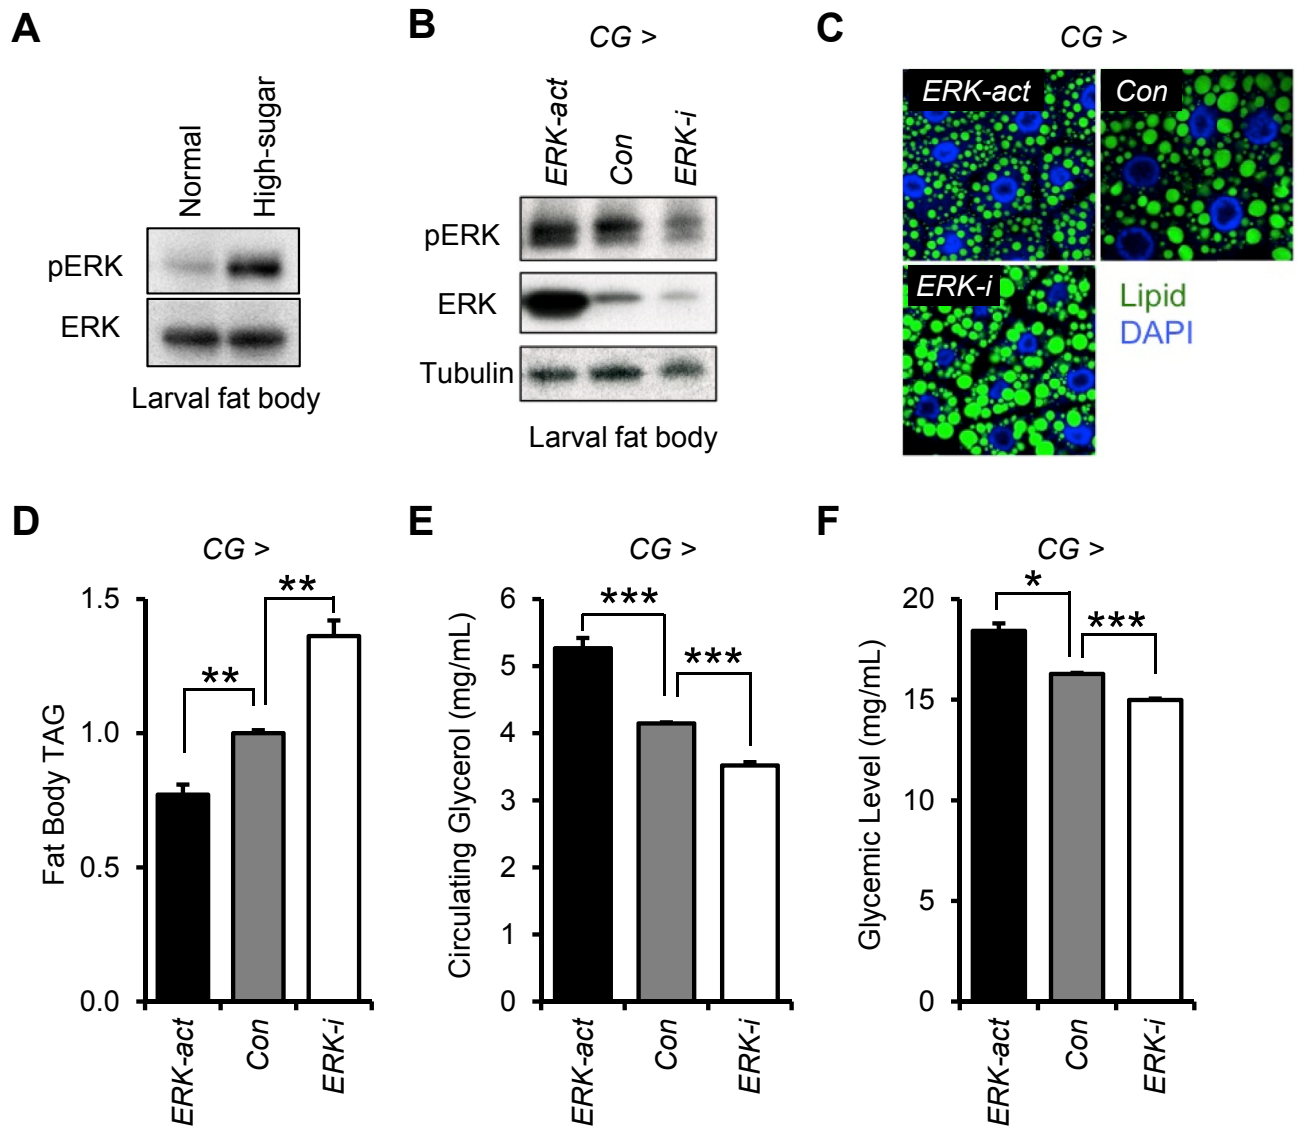 A
Normal
High-sugar
pERK
ERK
Larval fat body
B
CG >
ERK-act
Con
ERK-i
pERK
ERK
Tubulin
Larval fat body
C
CG >
ERK-act
Con
ERK-i
Lipid
DAPI
D
CG >
Fat Body TAG
1.5
1.0
0.5
0.0
**
**
ERK-act
Con
ERK-i
E
CG >
Circulating Glycerol (mg/mL)
6
5
4
3
2
1
0
***
***
ERK-act
Con
ERK-i
F
CG >
Glycemic Level (mg/mL)
20
15
10
5
0
*
***
ERK-act
Con
ERK-i